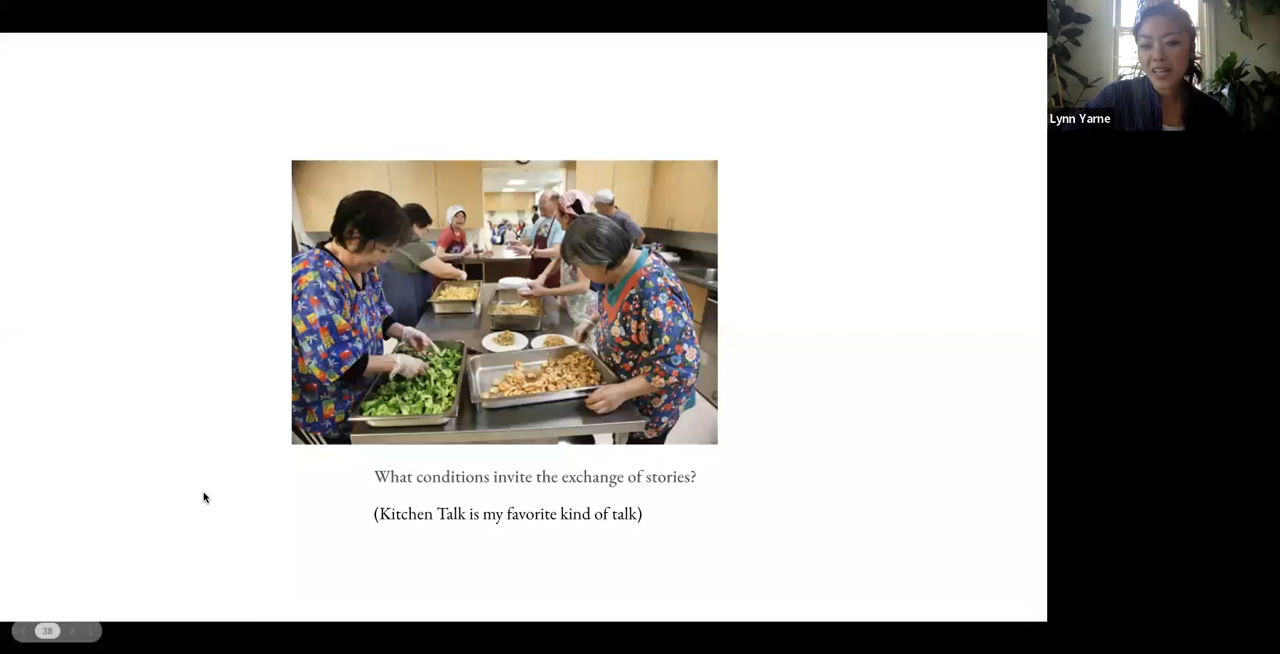 Lynn Yarne
What conditions invite the exchange of stories?
(Kitchen Talk is my favorite kind of talk)
38